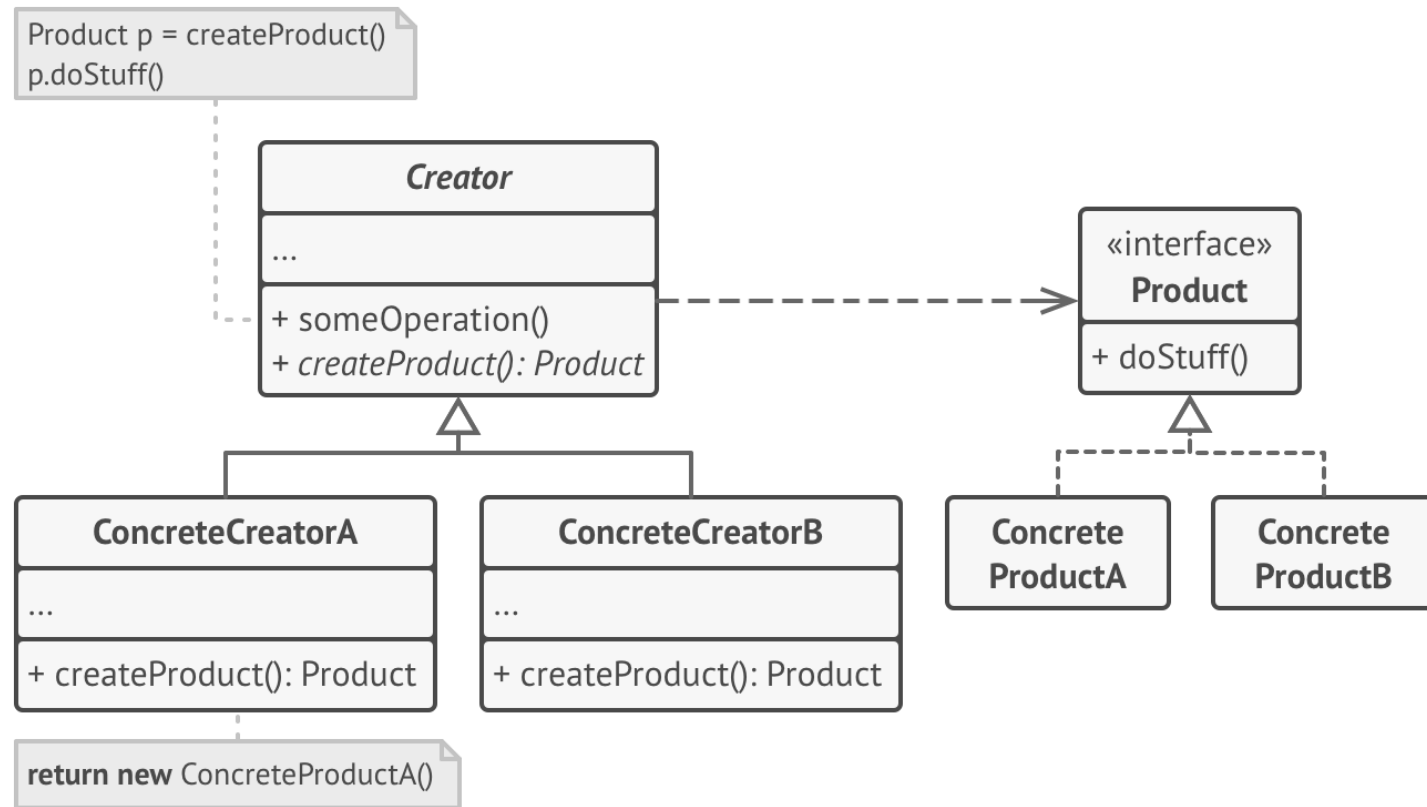 Product p = createProduct()
p.doStuff()
Creator
...
+ someOperation()
+ createProduct(): Product
«interface»
Product
+ doStuff()
ConcreteCreatorA
...
+ createProduct(): Product
ConcreteCreatorB
...
+ createProduct(): Product
Concrete
ProductA
Concrete
ProductB
return new ConcreteProductA()